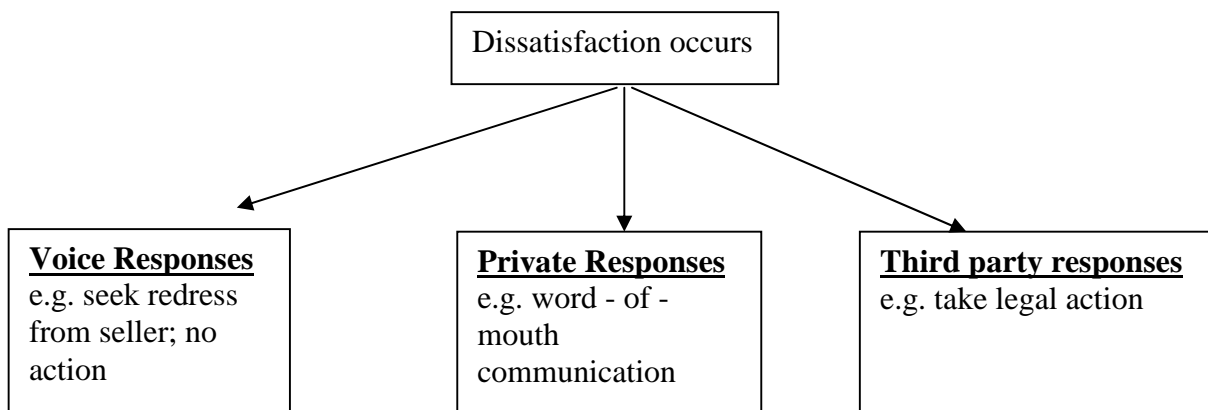 Dissatisfaction occurs
Voice Responses
e.g. seek redress
from seller; no
action
Private Responses
e.g. word - of -
mouth
communication
Third party responses
e.g. take legal action